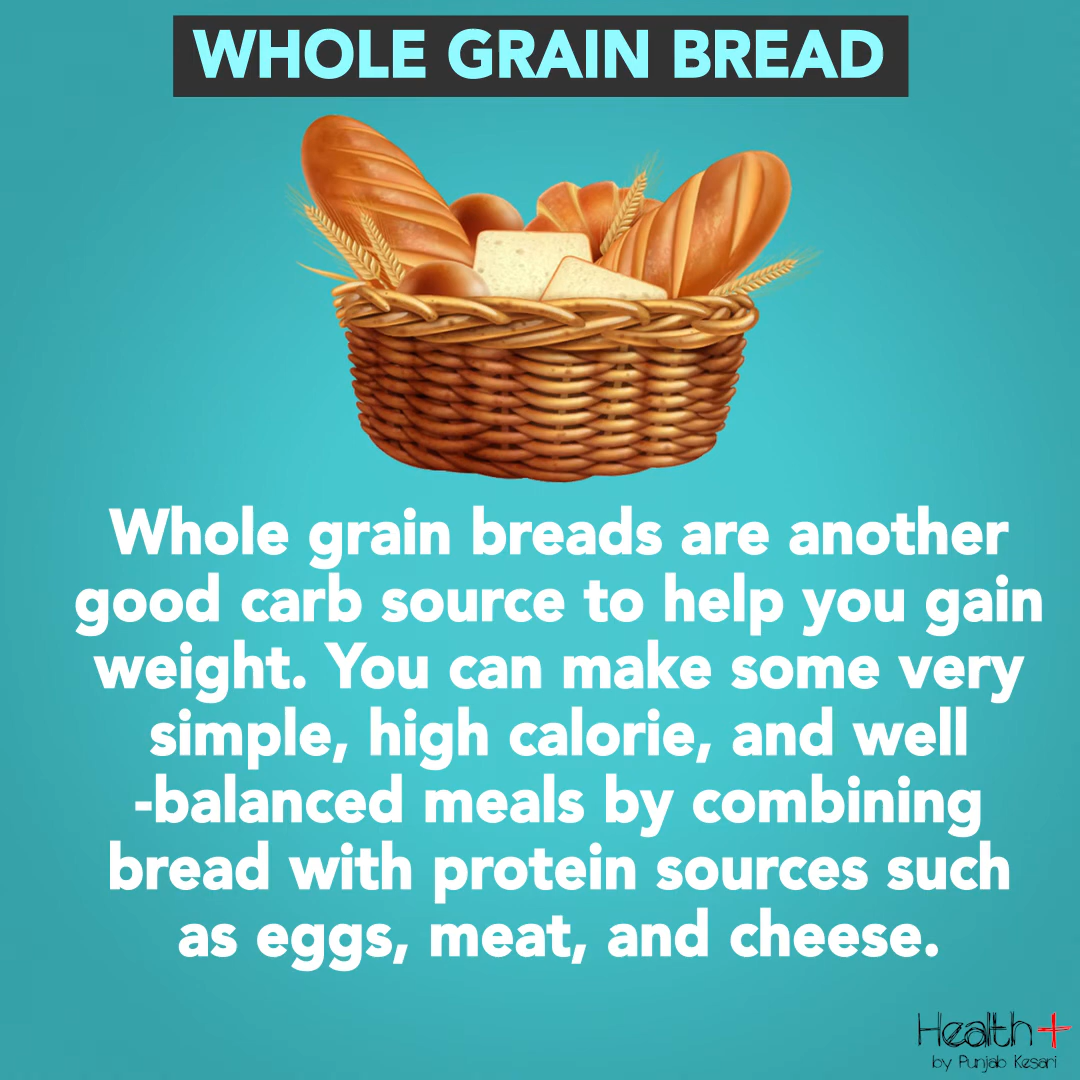 WHOLE GRAIN BREAD
Whole grain breads are another
good carb source to help you gain
weight. You can make some very
simple, high calorie, and well
-balanced meals by combining
bread with protein sources such
as eggs, meat, and cheese.
Health+
by Punjab Kesari